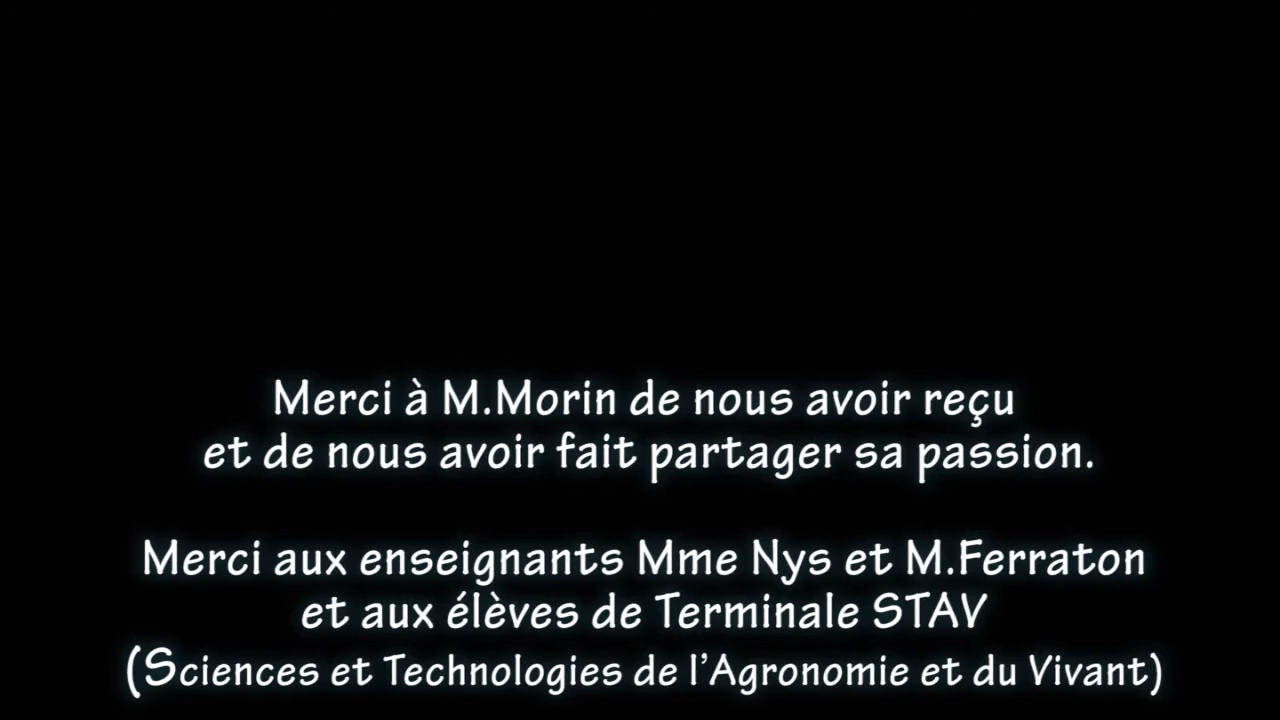 Merci à M.Morin de nous avoir reçu
et de nous avoir fait partager sa passion.
Merci aux enseignants Mme Nys et M.Ferraton
et aux élèves de Terminale STAV
(Sciences et Technologies de l’Agronomie et du Vivant)